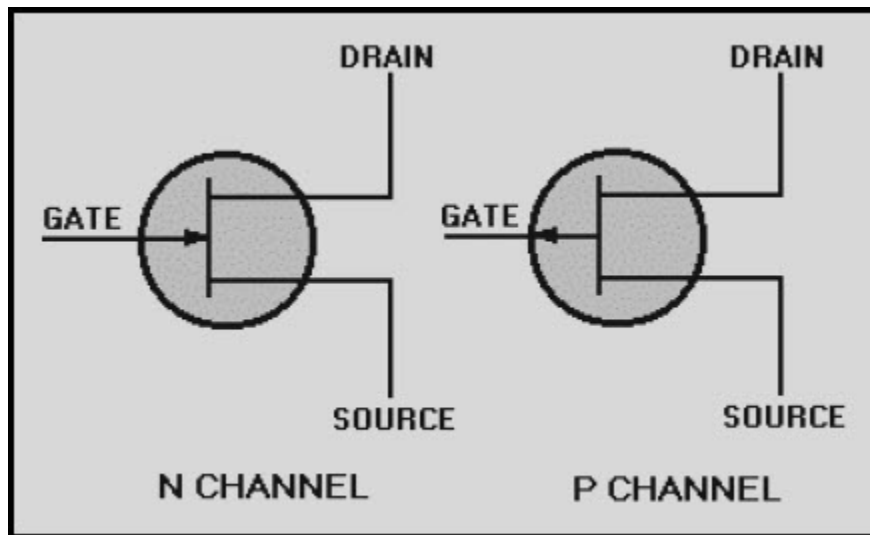 DRAIN
GATE
SOURCE
N CHANNEL
DRAIN
GATE
SOURCE
P CHANNEL